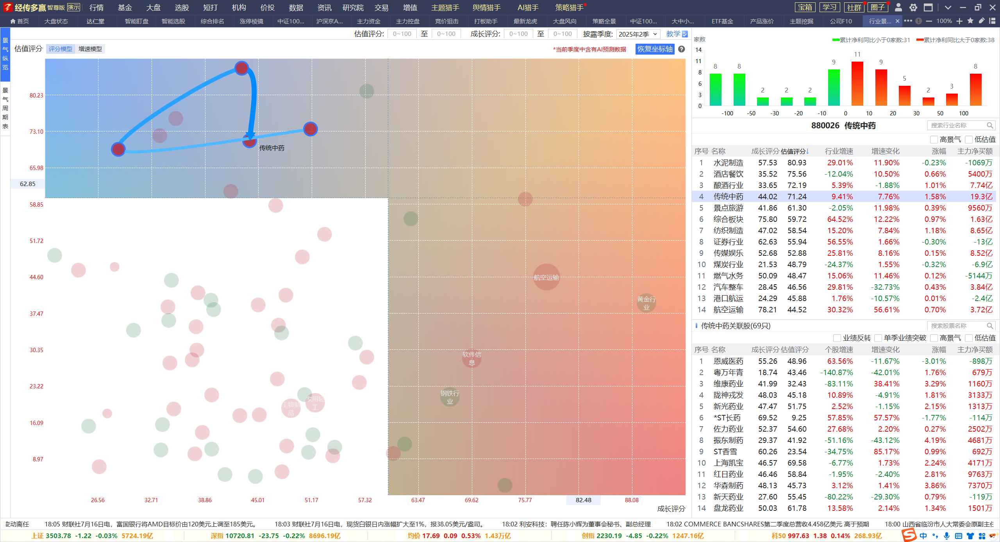 经传多赢 智尊版 演示 行情 基金 大盘 选股 短打 机构 价投 数据 资讯 研究院 交易 增值 主题猎手 舆情猎手 AI猎手 策略猎手 宝箱 学习 社群 圈子
首页 大盘状态 达仁堂 智能盯盘 智能选股 综合排名 涨停棱镜 中证100... 沪深京A... 主力资金 主力控盘 竞价狙击 打板助手 最新龙虎 大盘风向 策略全景 中证100... 大中小... ETF基金 产品涨价 主题挖掘 公司F10 行业景... 100%
景气纵览
景气周期表
估值评分: 0~100 至 0~100 成长评分: 0~100 至 0~100 披露季度: 2025年2季 教学
估值评分 评分模型 增速模型 *当前季度中含有AI预测数据 恢复坐标轴
80.23
73.10
65.98
62.85
58.85
51.72
44.60
37.47
30.35
23.22
16.09
8.97
传统中药
航空运输
黄金行业
软件信息
钢铁行业
家用轻工
生物制品
26.56 32.71 38.86 45.01 51.17 57.32 63.47 69.62 75.77 82.48 88.08
成长评分
家数 累计净利同比小于0家数:31 累计净利同比大于0家数:38
14
11
8
6
3
0
8 8 2 2 2 9 11 9 5 2 3 8
-100 -50 -30 -20 -10 0 10 20 30 50 100
880026 传统中药 搜索行业名称
高景气 低估值
序号 名称 成长评分 估值评分↓ 行业增速 增速变化 涨幅 主力净买额
1 水泥制造 57.53 80.93 29.01% 11.90% -0.23% -1069万
2 酒店餐饮 35.52 75.56 -12.04% 10.50% 0.66% 5400万
3 酿酒行业 33.65 72.19 5.39% -1.88% 1.01% 7.74亿
4 传统中药 44.02 71.24 9.41% 7.76% 1.58% 19.3亿
5 景点旅游 41.86 61.30 -2.05% 11.98% 0.39% 9560万
6 综合板块 75.80 59.72 64.52% 12.22% 0.97% 1.63亿
7 纺织制造 47.02 58.54 15.20% 7.84% 1.18% 8.65亿
8 证券行业 62.63 55.94 56.55% 1.66% -0.30% -13亿
9 传媒娱乐 52.68 52.88 25.81% 8.16% 0.15% 8.52亿
10 煤炭行业 21.53 48.79 -24.37% 1.55% -0.32% -6.9亿
11 燃气水务 50.09 48.47 15.06% 11.46% 0.12% -5144万
12 汽车整车 28.45 46.56 29.81% -32.73% 0.43% 3.84亿
13 港口航运 24.29 45.88 1.76% -10.57% 0.01% -2.4亿
14 航空运输 78.21 44.52 30.32% 56.61% 0.70% 3.72亿
传统中药关联股(69只) 搜索股票名称
业绩反转 单季业绩突破 高景气 低估值
序号 名称 成长评分 估值评分 个股增速 增速变化 涨幅 主力净买额
1 恩威医药 55.26 48.96 63.56% -11.67% -3.01% -898万
2 粤万年青 18.74 43.46 -140.87% -42.01% 1.76% 679万
3 维康药业 41.99 32.43 -83.11% 38.41% 3.29% 1160万
4 陇神戎发 48.03 45.18 10.89% -4.91% 1.81% 3133万
5 新光药业 47.47 51.75 2.52% -1.15% 2.15% 1313万
6 *ST长药 69.52 9.25 57.85% 57.57% -1.77% -114万
7 佐力药业 52.37 54.60 27.68% 2.20% 0.27% 2502万
8 振东制药 29.37 41.92 -51.16% -43.12% 4.19% 4681万
9 ST香雪 60.26 23.54 -34.75% 85.17% 0.99% 692万
10 上海凯宝 46.57 69.58 -6.77% 1.73% 2.24% 4171万
11 红日药业 46.46 58.84 -1.95% -2.40% 2.81% 9763万
12 华森制药 48.13 45.73 3.12% 1.41% 3.86% 7370万
13 新天药业 27.60 55.45 -80.22% -29.30% 0.79% -119万
14 盘龙药业 50.03 61.78 13.58% 2.14% 1.34% 1501万
变动离任 18:05 财联社7月16日电，富国银行将AMD目标价由120美元上调至185美元。 18:03 财联社7月16日电，现货白银日内涨幅扩大至1%，报38.05美元/盎司。 18:02 利安科技：聘任陈小辉为董事会秘书、副总经理 18:02 COMMERCE BANCSHARES第二季度总营收4.458亿美元 高于预期 18:00 山西省临汾市人大常委会原副主任
上证 3503.78 -1.22 -0.03% 5724.19亿 深指 10720.81 -23.75 -0.22% 8696.19亿 均价 17.69 0.09 0.53% 1.43万亿 创指 2230.19 -4.85 -0.22% 1247.16亿 科50 997.63 1.38 0.14% 268.93亿 中